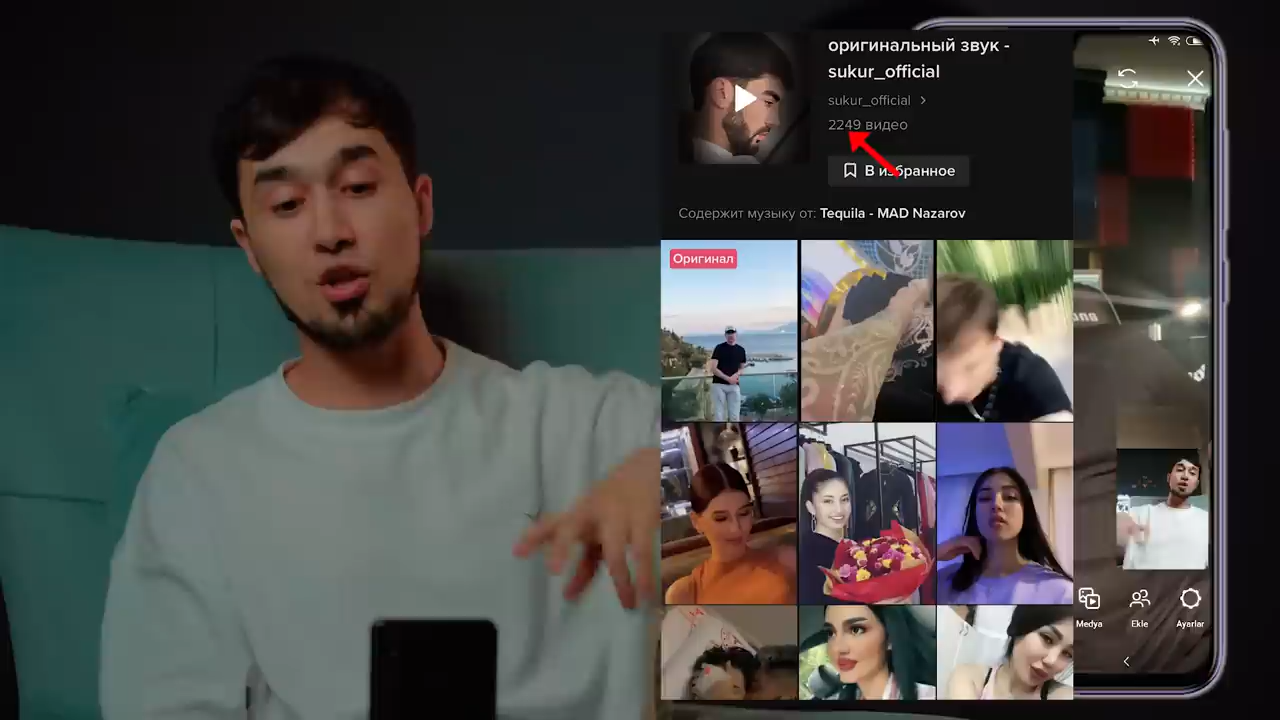 оригинальный звук -
sukur_official
sukur_official >
2249 видео
В избранное
Содержит музыку от: Tequila - MAD Nazarov
Оригинал
Medya
Ekle
Ayarlar